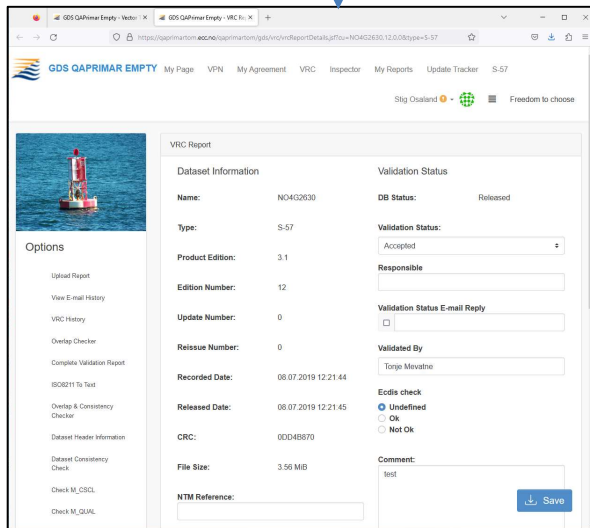 GDS QAPrimar Empty - Vector
GDS QAPrimar Empty - VRC Rep
https://qaprimartom.ecc.no/qaprimartom/gds/vrc/vrcReportDetails.jsf?cu=NO4G2630.12.0.0&type=S-57
GDS QAPRIMAR EMPTY My Page VPN My Agreement VRC Inspector My Reports Update Tracker S-57
Stig Osaland Freedom to choose
VRC Report
Options
Upload Report
View E-mail History
VRC History
Overlap Checker
Complete Validation Report
ISO8211 To Text
Overlap & Consistency
Checker
Dataset Header Information
Dataset Consistency
Check
Check M_CSCL
Check M_QUAL
Dataset Information
Name: NO4G2630
Type: S-57
Product Edition: 3.1
Edition Number: 12
Update Number: 0
Reissue Number: 0
Recorded Date: 08.07.2019 12:21:44
Released Date: 08.07.2019 12:21:45
CRC: 0DD4B870
File Size: 3.56 MiB
NTM Reference:
Validation Status
DB Status: Released
Validation Status:
Accepted
Responsible
Validation Status E-mail Reply
Validated By
Tonje Mevatne
Ecdis check
Undefined
Ok
Not Ok
Comment:
test
Save